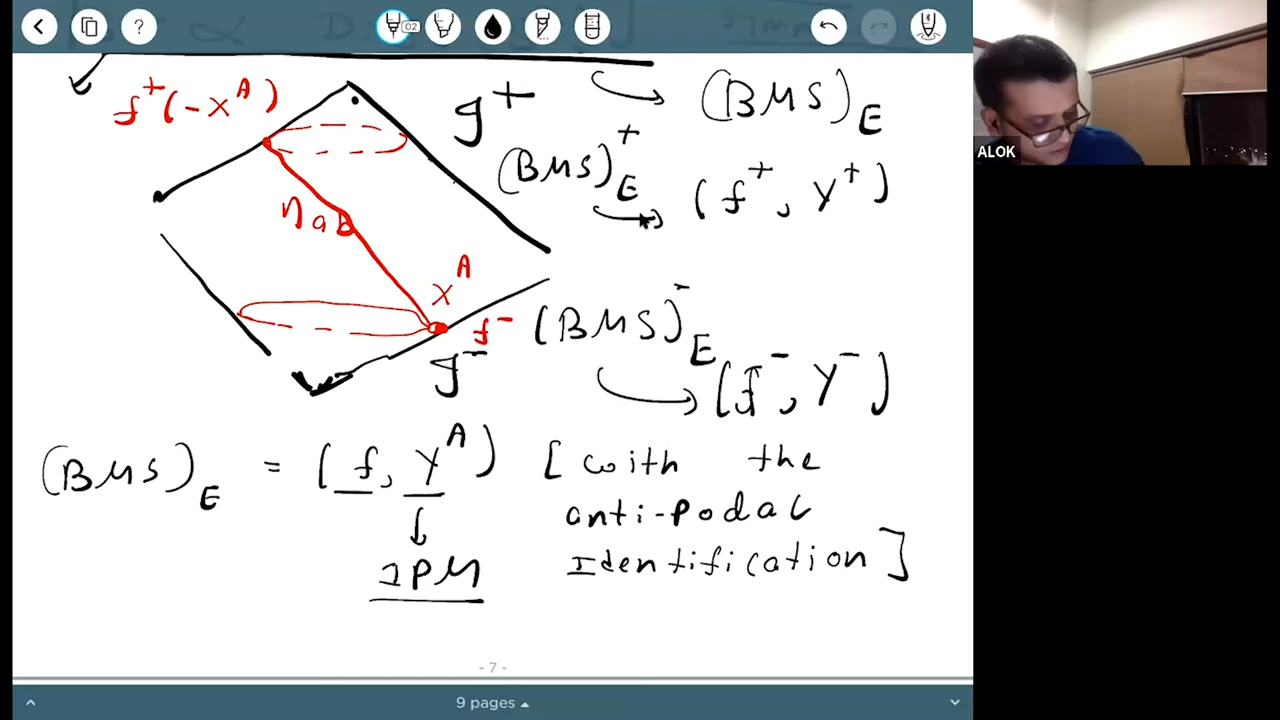 f⁺(-x^A)
g⁺
(BMS)_E
(BMS)⁺_E
(f⁺, Y⁺)
ALOK
η_ab
x^A
f⁻
(BMS)⁻_E
g⁻
(f⁻, Y⁻)
(BMS)_E = (f, Y^A) [with the
anti-podal
IPM
Identification]
- 7 -
9 pages